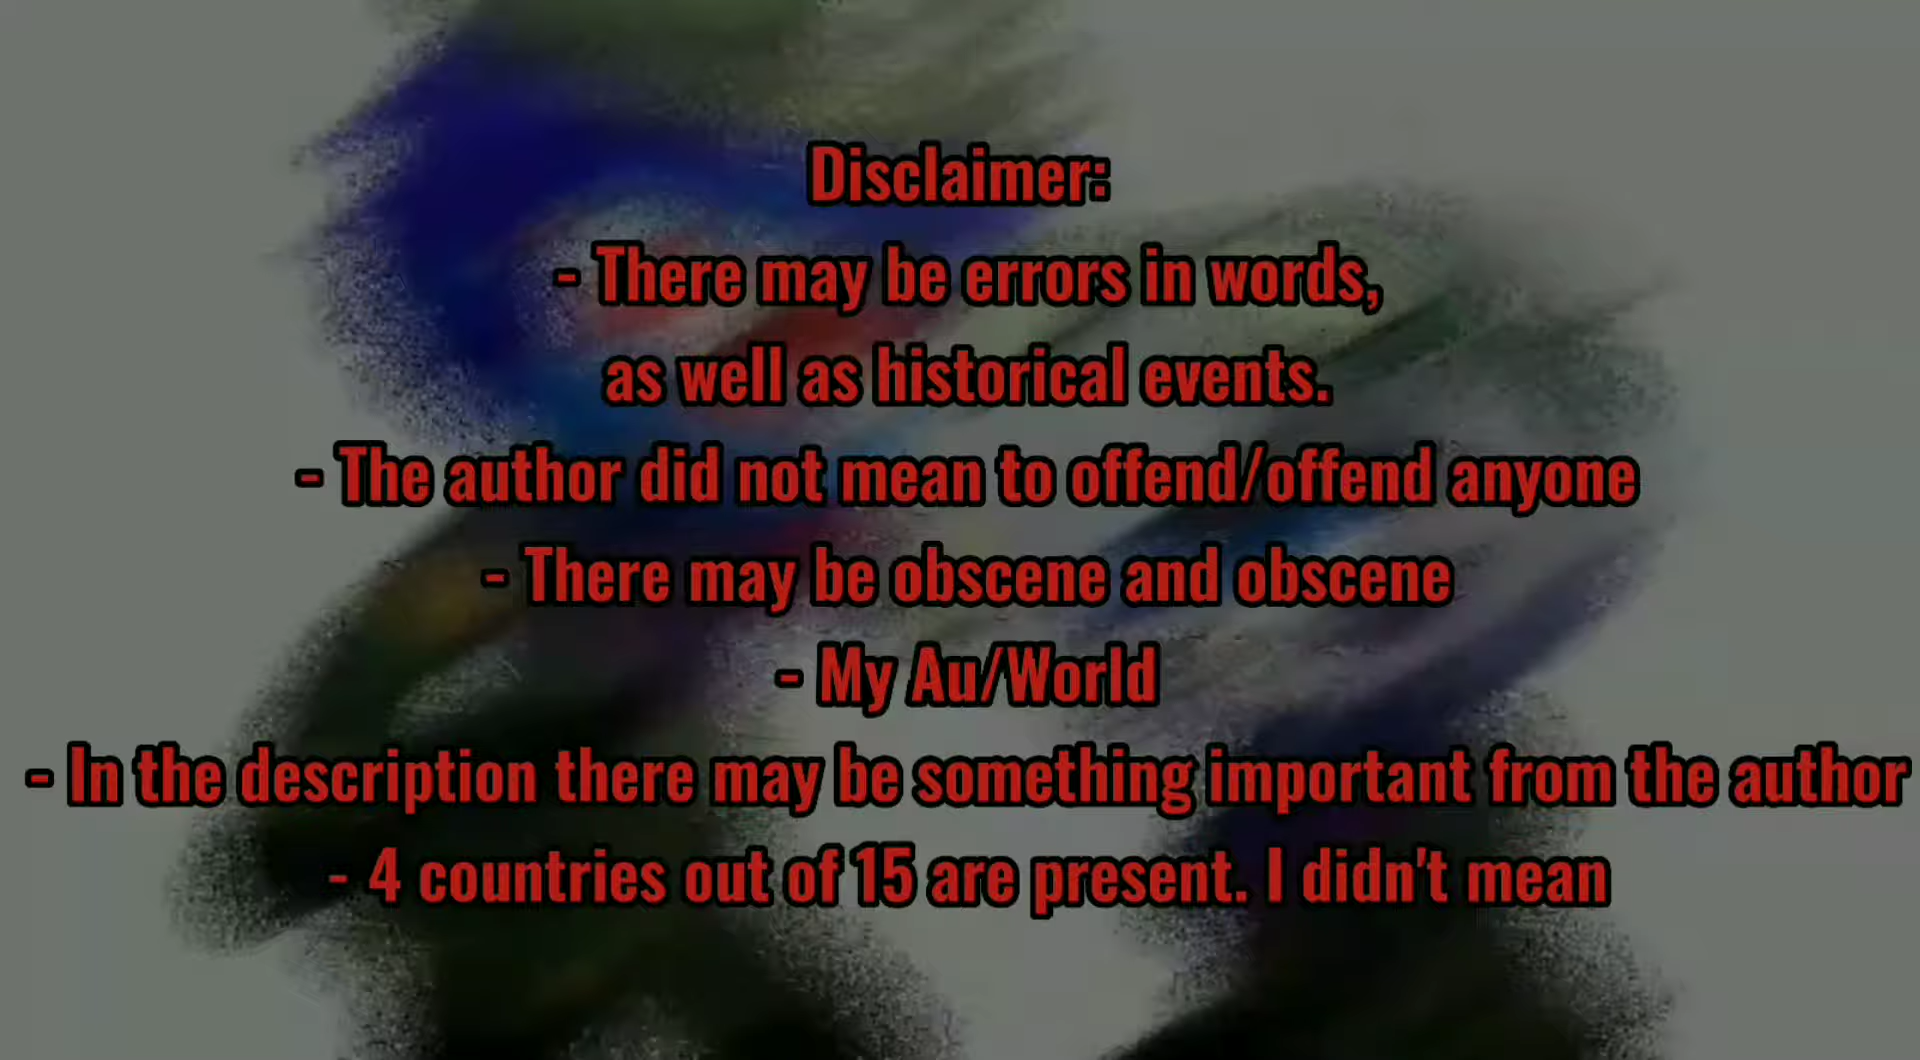 Disclaimer:
- There may be errors in words,
as well as historical events.
- The author did not mean to offend/offend anyone
- There may be obscene and obscene
- My Au/World
- In the description there may be something important from the author
- 4 countries out of 15 are present. I didn't mean